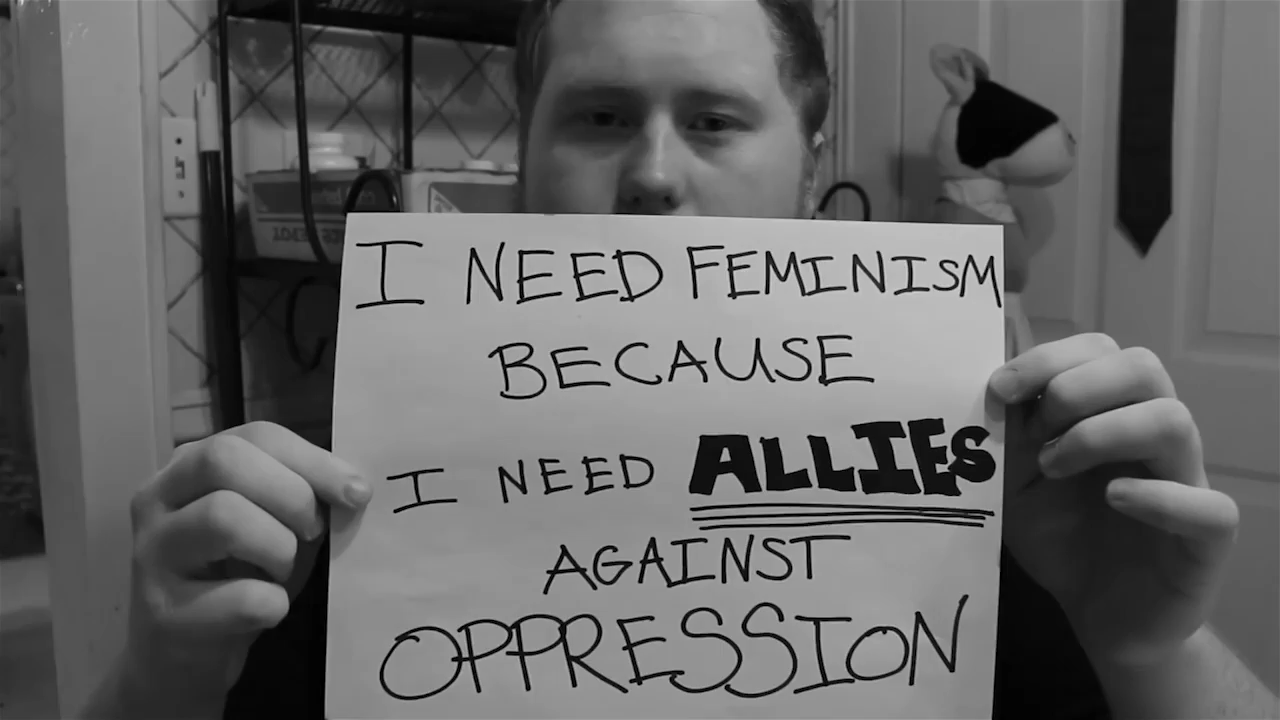 I NEED FEMINISM
BECAUSE
I NEED ALLIES
AGAINST
OPPRESSION